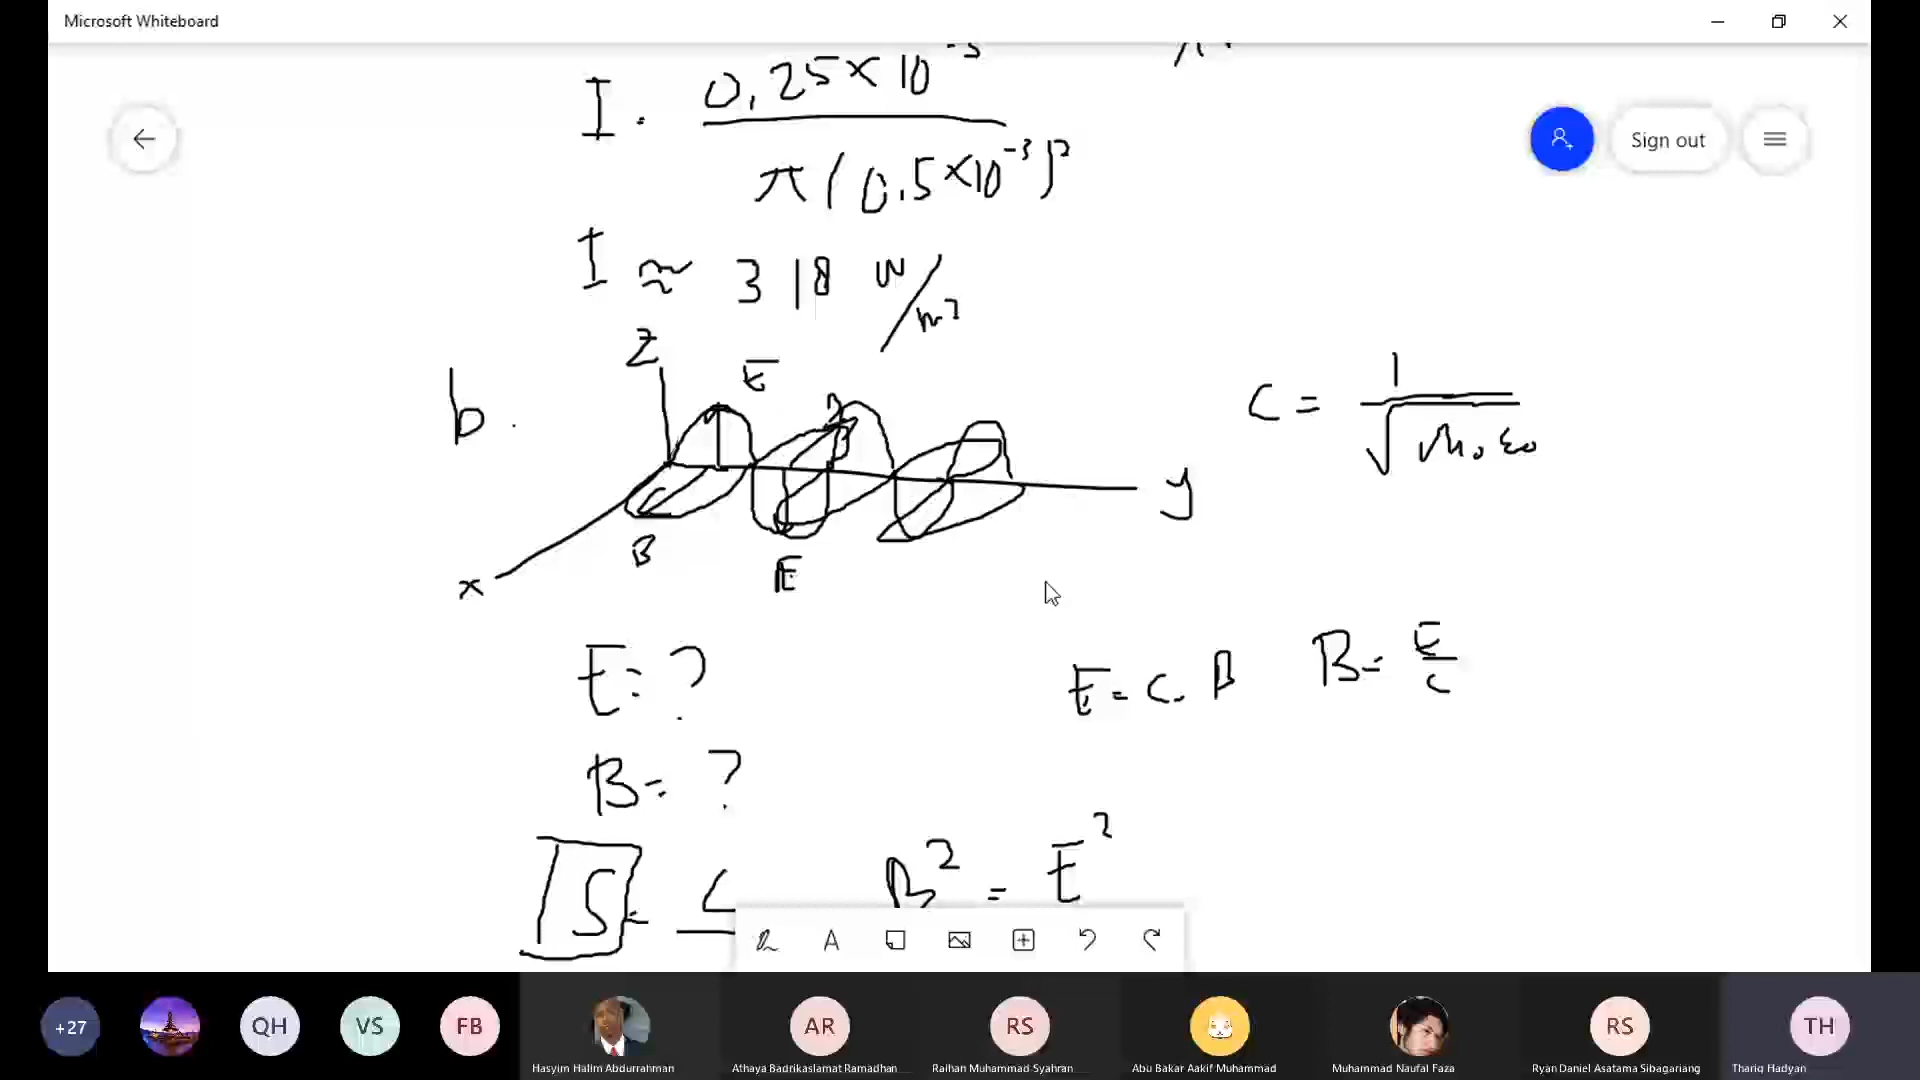 Microsoft Whiteboard
I = 0,25×10⁻³ / π(0.5×10⁻³)²
Sign out
I ≈ 318 W/m²
b.
Z
E
B
C = 1/√μ₀ε₀
y
B
E
x
E = ?
E = C. B
B = E/c
B = ?
S = c
B² = E²
A
+27
QH
VS
FB
AR
RS
RS
TH
Hasyim Halim Abdurrahman
Athaya Badrikaslamat Ramadhan
Raihan Muhammad Syahran
Abu Bakar Aakif Muhammad
Muhammad Naufal Faza
Ryan Daniel Asatama Sibagariang
Thariq Hadyan